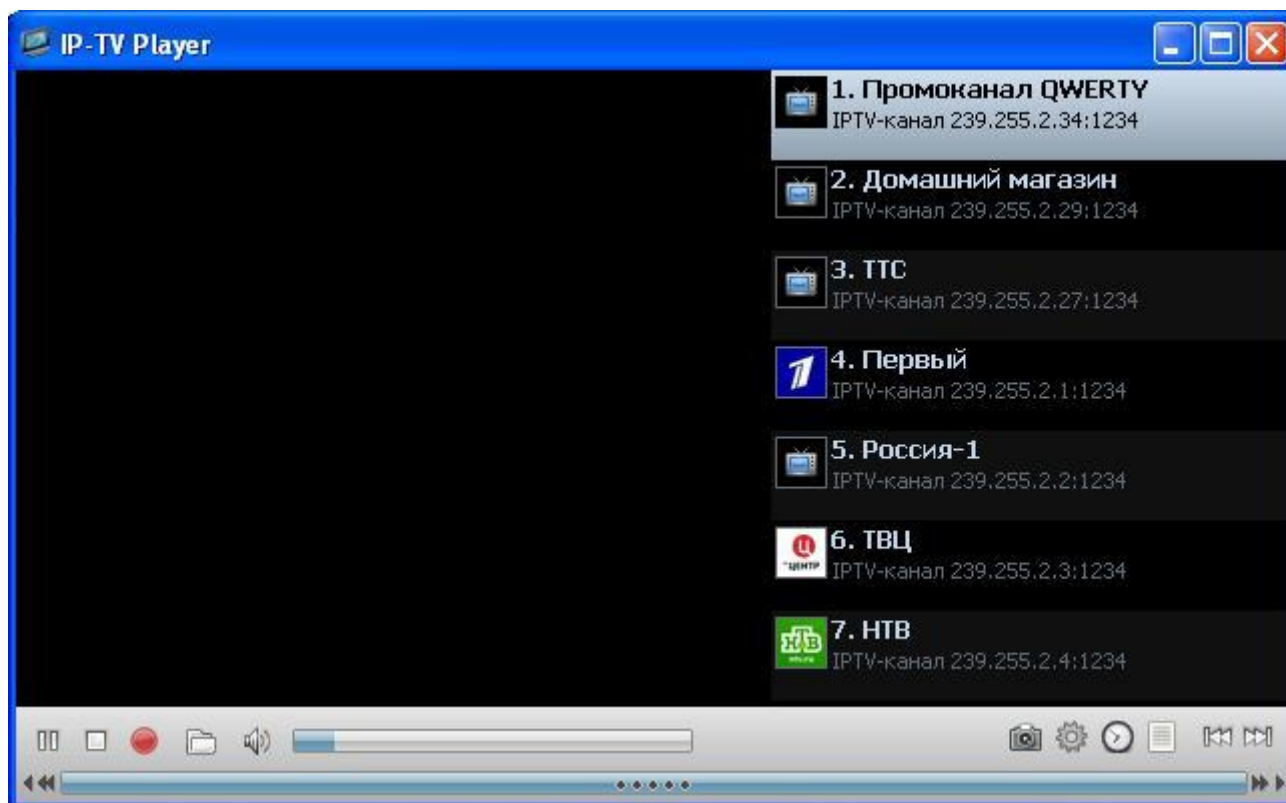 IP-TV Player
1. Промоканал QWERTY
IPTV-канал 239.255.2.34:1234
2. Домашний магазин
IPTV-канал 239.255.2.29:1234
3. ТТС
IPTV-канал 239.255.2.27:1234
4. Первый
IPTV-канал 239.255.2.1:1234
5. Россия-1
IPTV-канал 239.255.2.2:1234
Ц
ЦЕНТР
6. ТВЦ
IPTV-канал 239.255.2.3:1234
НТВ
7. НТВ
IPTV-канал 239.255.2.4:1234